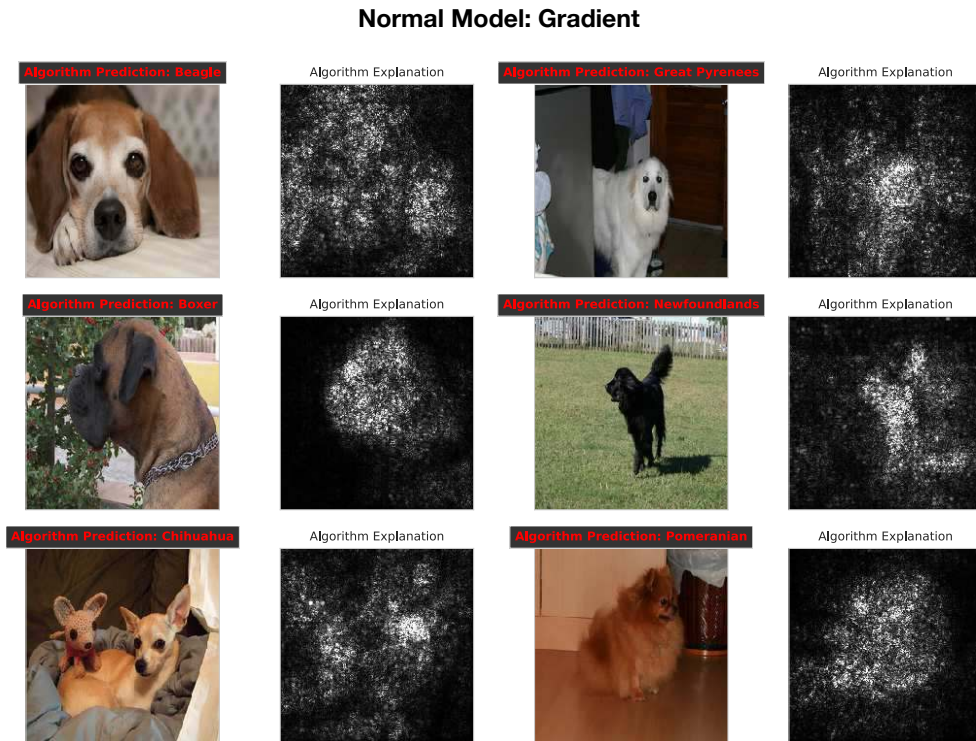 Normal Model: Gradient
Algorithm Prediction: Beagle
Algorithm Explanation
Algorithm Prediction: Great Pyrenees
Algorithm Explanation
Algorithm Prediction: Boxer
Algorithm Explanation
Algorithm Prediction: Newfoundlands
Algorithm Explanation
Algorithm Prediction: Chihuahua
Algorithm Explanation
Algorithm Prediction: Pomeranian
Algorithm Explanation